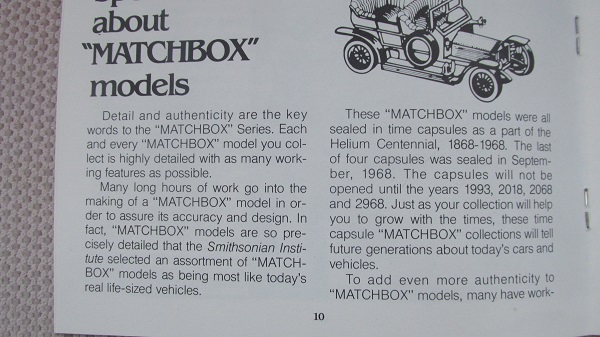 about
"MATCHBOX"
models
Detail and authenticity are the key
words to the "MATCHBOX" Series. Each
and every "MATCHBOX" model you col-
lect is highly detailed with as many work-
ing features as possible.
Many long hours of work go into the
making of a "MATCHBOX" model in or-
der to assure its accuracy and design. In
fact, "MATCHBOX" models are so pre-
cisely detailed that the Smithsonian Insti-
tute selected an assortment of "MATCH-
BOX" models as being most like today's
real life-sized vehicles.
These "MATCHBOX" models were all
sealed in time capsules as a part of the
Helium Centennial, 1868-1968. The last
of four capsules was sealed in Septem-
ber, 1968. The capsules will not be
opened until the years 1993, 2018, 2068
and 2968. Just as your collection will help
you to grow with the times, these time
capsule "MATCHBOX" collections will tell
future generations about today's cars and
vehicles.
To add even more authenticity to
"MATCHBOX" models, many have work-
10